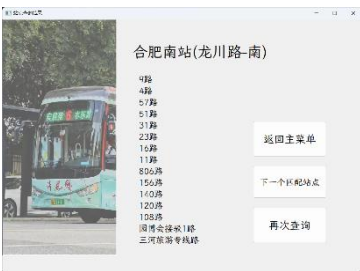 合肥南站(龙川路-南)
9路
4路
57路
51路
31路
23路
16路
11路
806路
156路
140路
120路
108路
园博会接驳1路
三河旅游专线路
返回主菜单
下一个匹配站点
再次查询